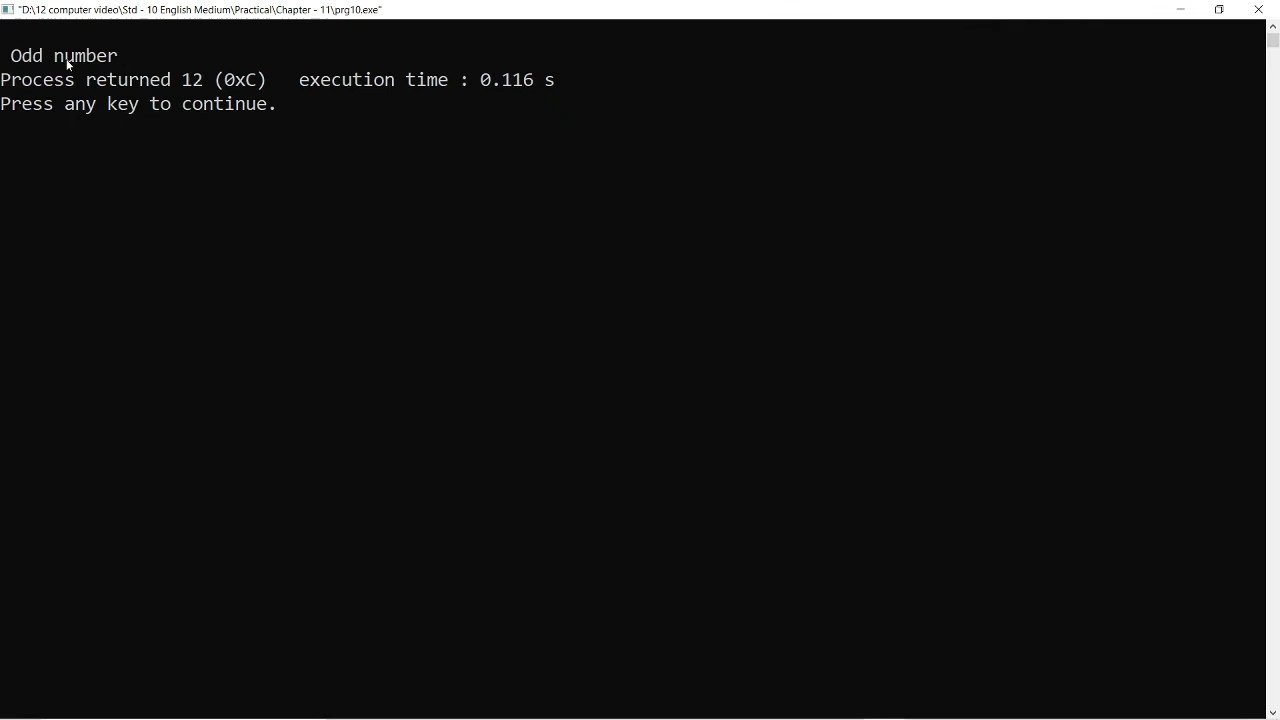 "D:\12 computer video\Std - 10 English Medium\Practical\Chapter - 11\prg10.exe"
Odd number
Process returned 12 (0xC)   execution time : 0.116 s
Press any key to continue.